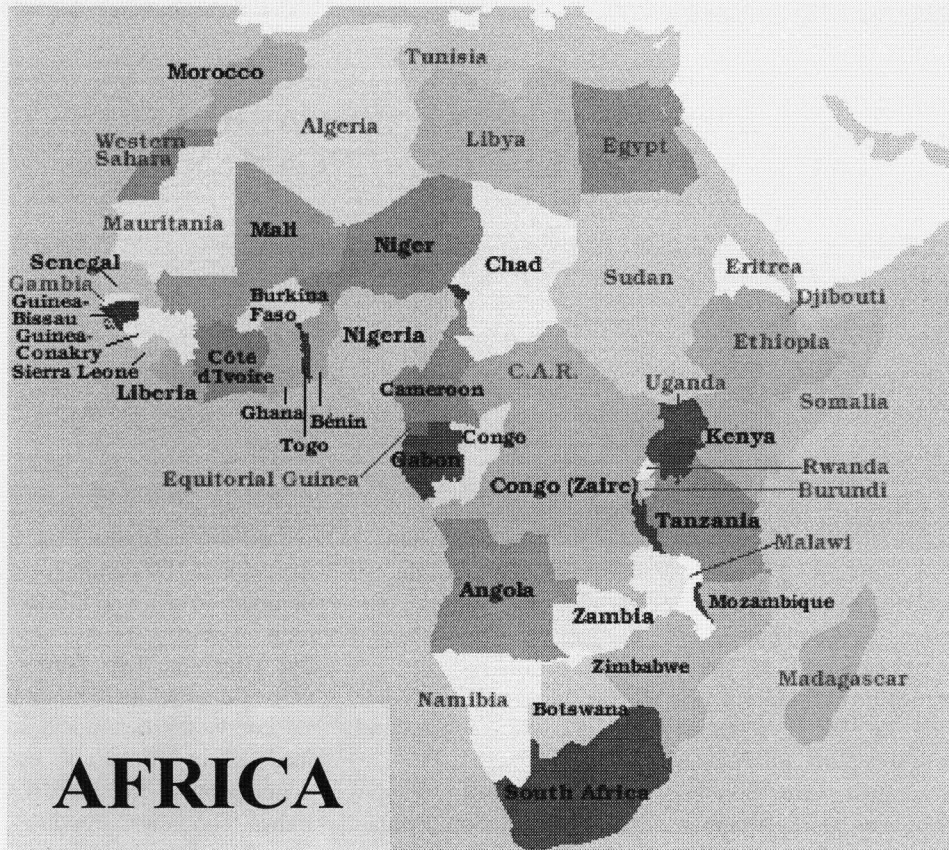 Tunisia
Morocco
Algeria
Libya
Egypt
Western
Sahara
Mauritania
Mali
Niger
Chad
Sudan
Eritrea
Djibouti
Senegal
Gambia
Guinea-
Bissau
Guinea-
Conakry
Sierra Leone
Liberia
Burkina
Faso
Nigeria
Ethiopia
Côte
d'Ivoire
Cameroon
C.A.R.
Uganda
Somalia
Ghana
Bénin
Togo
Congo
Kenya
Gabon
Equitorial Guinea
Congo (Zaire)
Rwanda
Burundi
Tanzania
Malawi
Angola
Zambia
Mozambique
Zimbabwe
Madagascar
Namibia
Botswana
South Africa
AFRICA